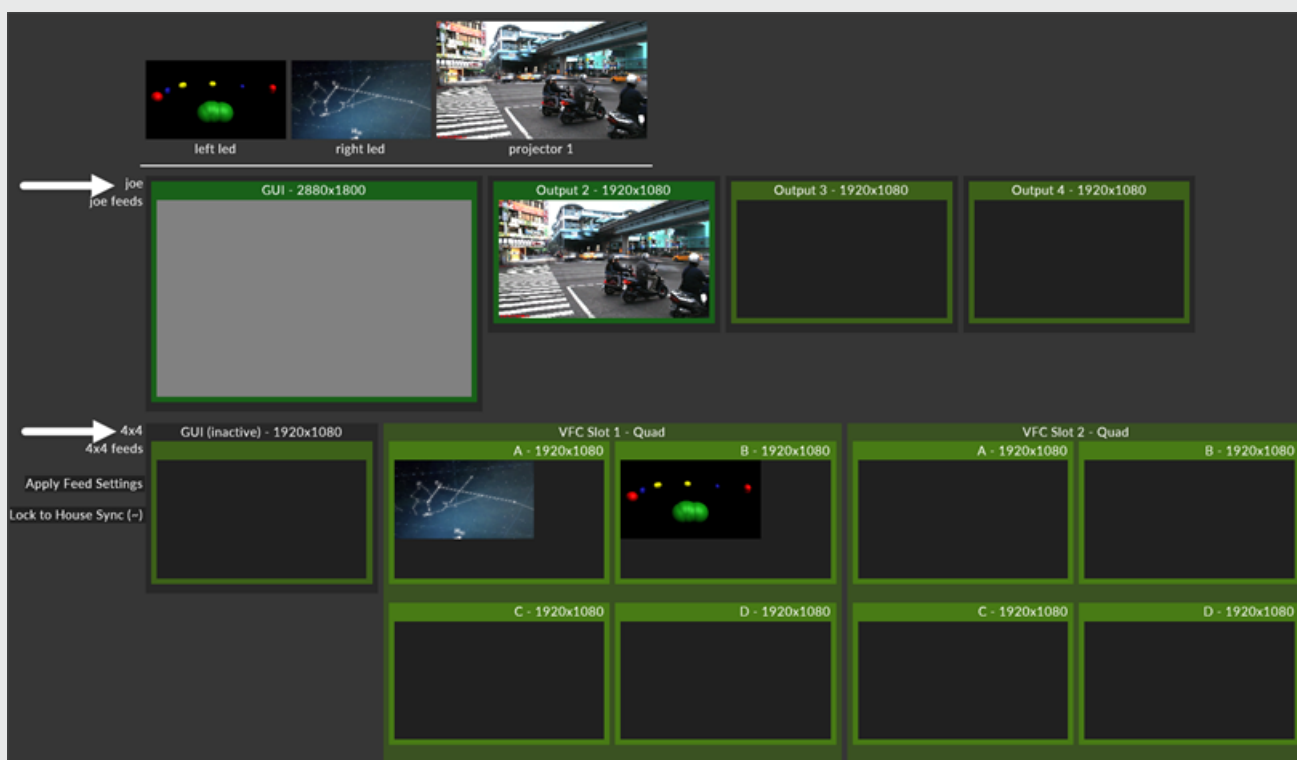 left led
right led
projector 1
joe
joe feeds
GUI - 2880x1800
Output 2 - 1920x1080
Output 3 - 1920x1080
Output 4 - 1920x1080
4x4
4x4 feeds
Apply Feed Settings
Lock to House Sync (~)
GUI (inactive) - 1920x1080
VFC Slot 1 - Quad
A - 1920x1080
B - 1920x1080
C - 1920x1080
D - 1920x1080
VFC Slot 2 - Quad
A - 1920x1080
B - 1920x1080
C - 1920x1080
D - 1920x1080